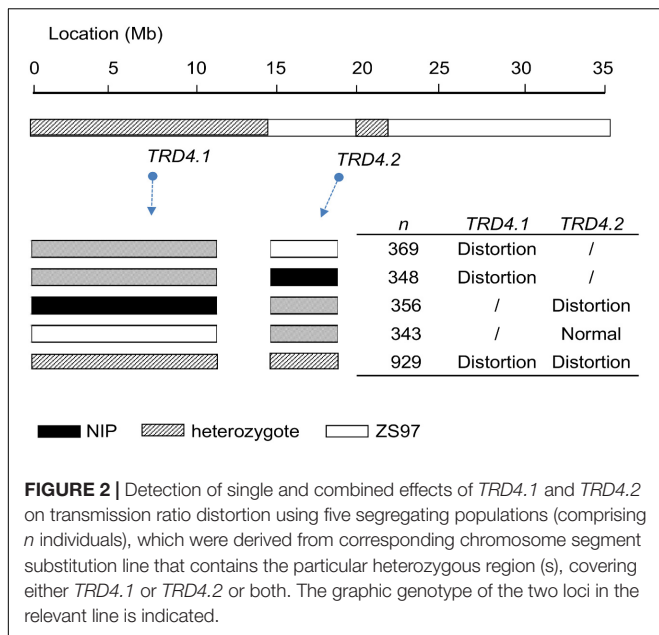 Location (Mb)
0 5 10 15 20 25 30 35
TRD4.1 TRD4.2
n TRD4.1 TRD4.2
369 Distortion /
348 Distortion /
356 / Distortion
343 / Normal
929 Distortion Distortion
NIP heterozygote ZS97
FIGURE 2 | Detection of single and combined effects of TRD4.1 and TRD4.2
on transmission ratio distortion using five segregating populations (comprising
n individuals), which were derived from corresponding chromosome segment
substitution line that contains the particular heterozygous region (s), covering
either TRD4.1 or TRD4.2 or both. The graphic genotype of the two loci in the
relevant line is indicated.